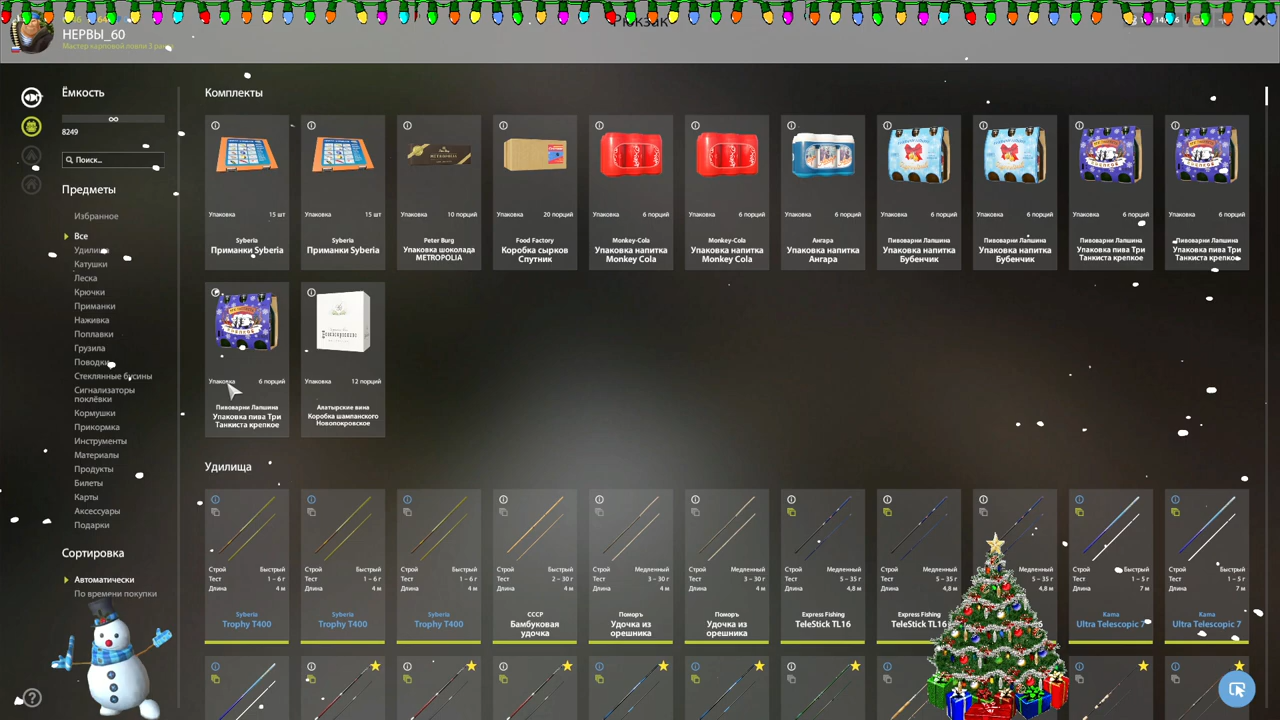 Рюкзак
НЕРВЫ_60
Мастер карповой ловли 3 ранга
Ёмкость
∞
8249
Поиск...
Предметы
Избранное
Все
Удилища
Катушки
Леска
Крючки
Приманки
Наживка
Поплавки
Грузила
Поводки
Стеклянные бусины
Сигнализаторы
поклёвки
Кормушки
Прикормка
Инструменты
Материалы
Продукты
Билеты
Карты
Аксессуары
Подарки
Сортировка
Автоматически
По времени покупки
Комплекты
Упаковка 15 шт
Syberia
Приманки Syberia
Упаковка 15 шт
Syberia
Приманки Syberia
Упаковка 10 порций
Peter Burg
Упаковка шоколада
METROPOLIA
Упаковка 20 порций
Food Factory
Коробка сырков
Спутник
Упаковка 6 порций
Monkey-Cola
Упаковка напитка
Monkey Cola
Упаковка 6 порций
Monkey-Cola
Упаковка напитка
Monkey Cola
Упаковка 6 порций
Ангара
Упаковка напитка
Ангара
Упаковка 6 порций
Пивоварни Лапшина
Упаковка напитка
Бубенчик
Упаковка 6 порций
Пивоварни Лапшина
Упаковка напитка
Бубенчик
Упаковка 6 порций
Пивоварни Лапшина
Упаковка пива Три
Танкиста крепкое
Упаковка 6 порций
Пивоварни Лапшина
Упаковка пива Три
Танкиста крепкое
Упаковка 6 порций
Пивоварни Лапшина
Упаковка пива Три
Танкиста крепкое
Упаковка 12 порций
Алатырские вина
Коробка шампанского
Новопокровское
Удилища
Строй Быстрый
Тест 1 – 6 г
Длина 4 м
Syberia
Trophy T400
Строй Быстрый
Тест 1 – 6 г
Длина 4 м
Syberia
Trophy T400
Строй Быстрый
Тест 1 – 6 г
Длина 4 м
Syberia
Trophy T400
Строй Быстрый
Тест 2 – 30 г
Длина 4 м
СССР
Бамбуковая
удочка
Строй Медленный
Тест 3 – 30 г
Длина 4 м
Поморъ
Удочка из
орешника
Строй Медленный
Тест 3 – 30 г
Длина 4 м
Поморъ
Удочка из
орешника
Строй Медленный
Тест 5 – 35 г
Длина 4,8 м
Express Fishing
TeleStick TL16
Строй Медленный
Тест 5 – 35 г
Длина 4,8 м
Express Fishing
TeleStick TL16
Строй Медленный
Тест 5 – 35 г
4,8 м
Строй Быстрый
Тест 1 – 5 г
Длина 7 м
Kama
Ultra Telescopic 7
Строй Быстрый
Тест 1 – 5 г
Длина 7 м
Kama
Ultra Telescopic 7